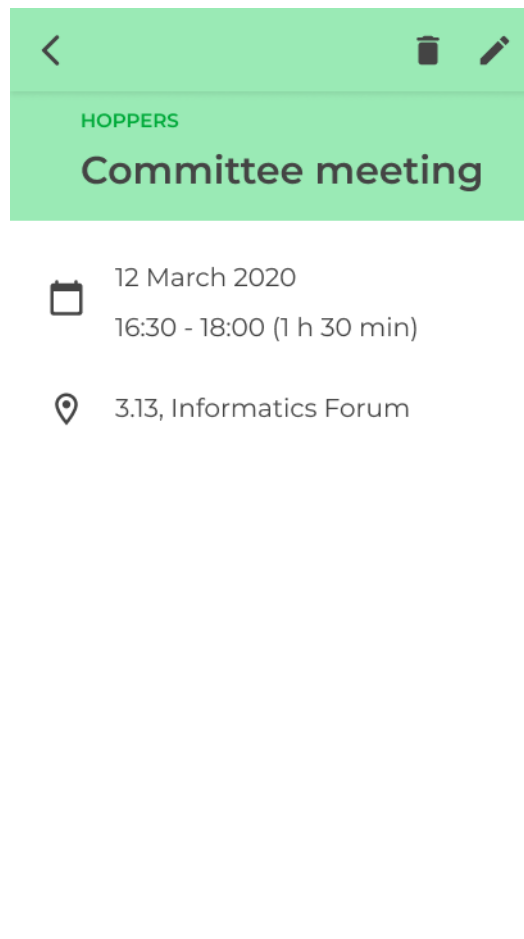 HOPPERS
Committee meeting
12 March 2020
16:30 - 18:00 (1 h 30 min)
3.13, Informatics Forum